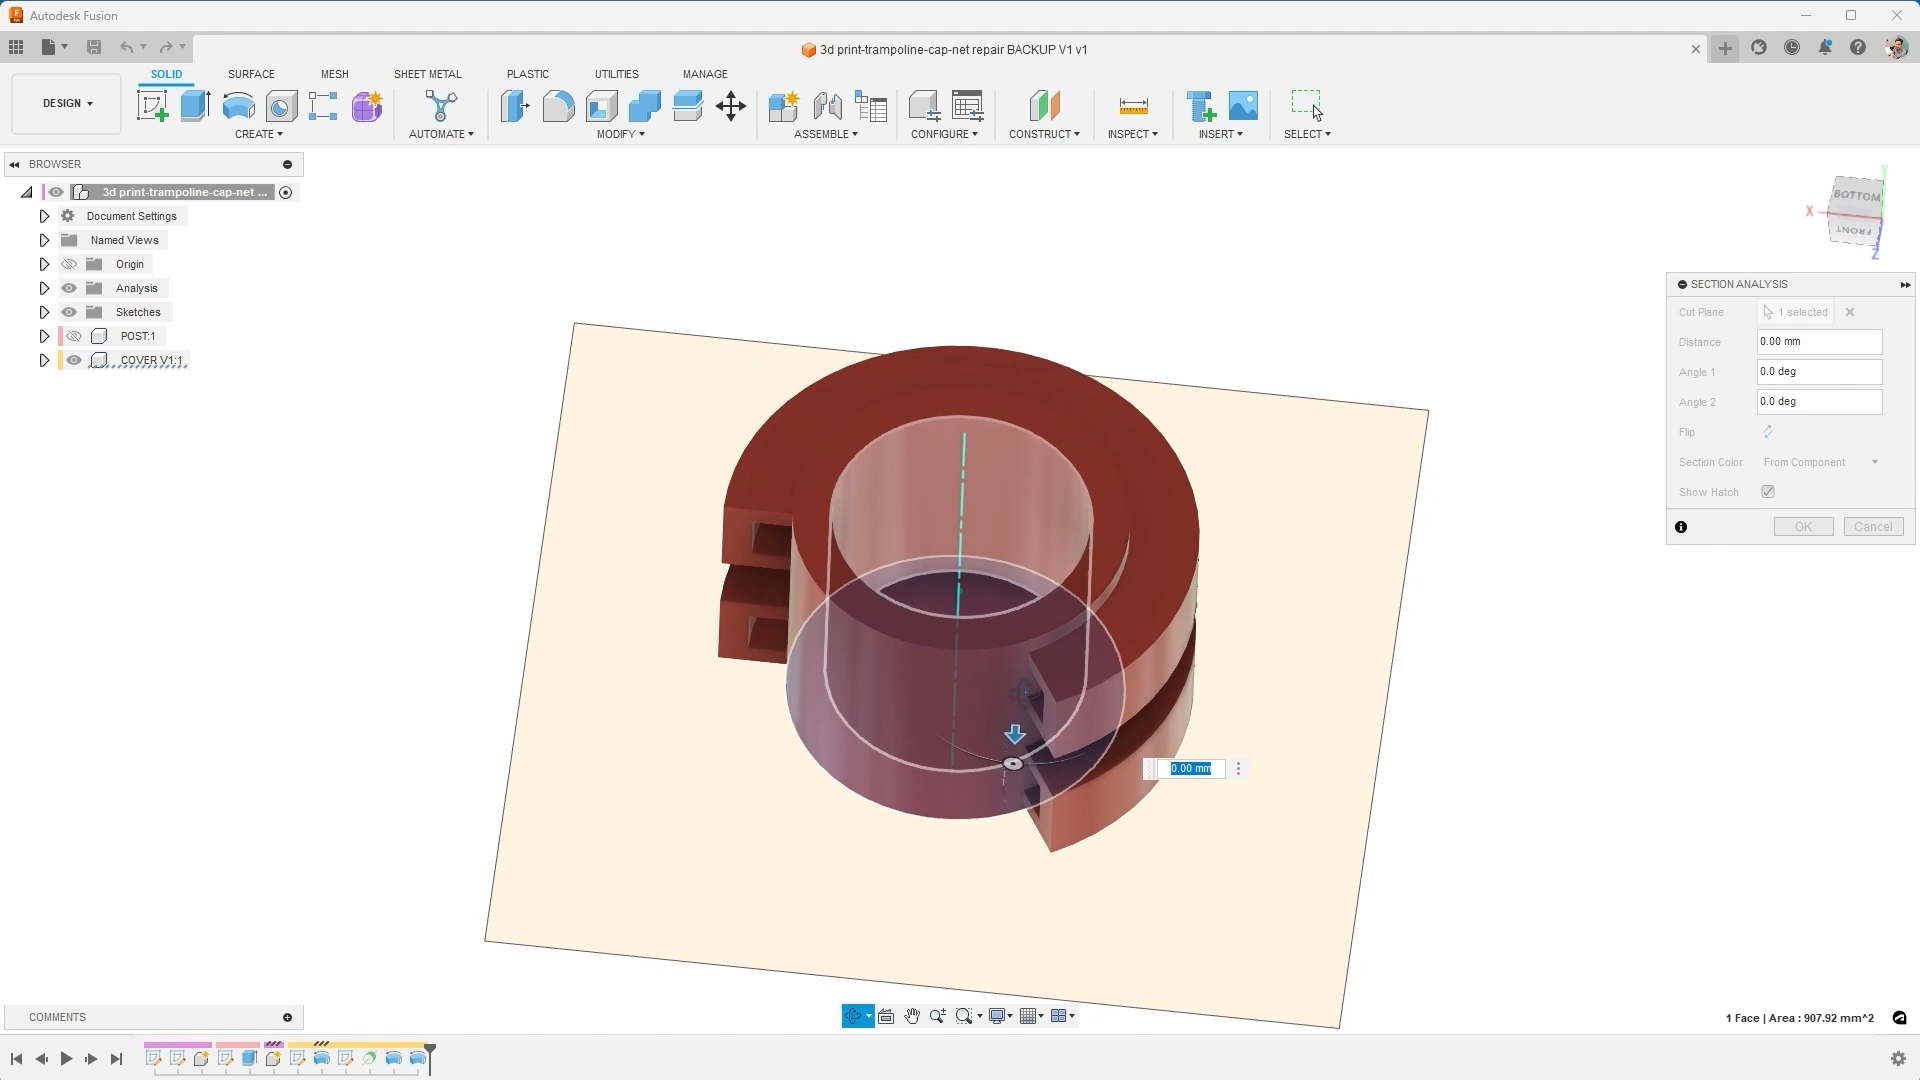 Autodesk Fusion
3d print-trampoline-cap-net repair BACKUP V1 v1
SOLID SURFACE MESH SHEET METAL PLASTIC UTILITIES MANAGE
DESIGN
CREATE AUTOMATE MODIFY ASSEMBLE CONFIGURE CONSTRUCT INSPECT INSERT SELECT
BROWSER
3d print-trampoline-cap-net ...
Document Settings
Named Views
Origin
Analysis
Sketches
POST:1
COVER V1:1
BOTTOM
FRONT
X
Y
Z
SECTION ANALYSIS
Cut Plane 1 selected
Distance 0.00 mm
Angle 1 0.0 deg
Angle 2 0.0 deg
Flip
Section Color From Component
Show Hatch
OK Cancel
0.00 mm
COMMENTS
1 Face | Area : 907.92 mm^2